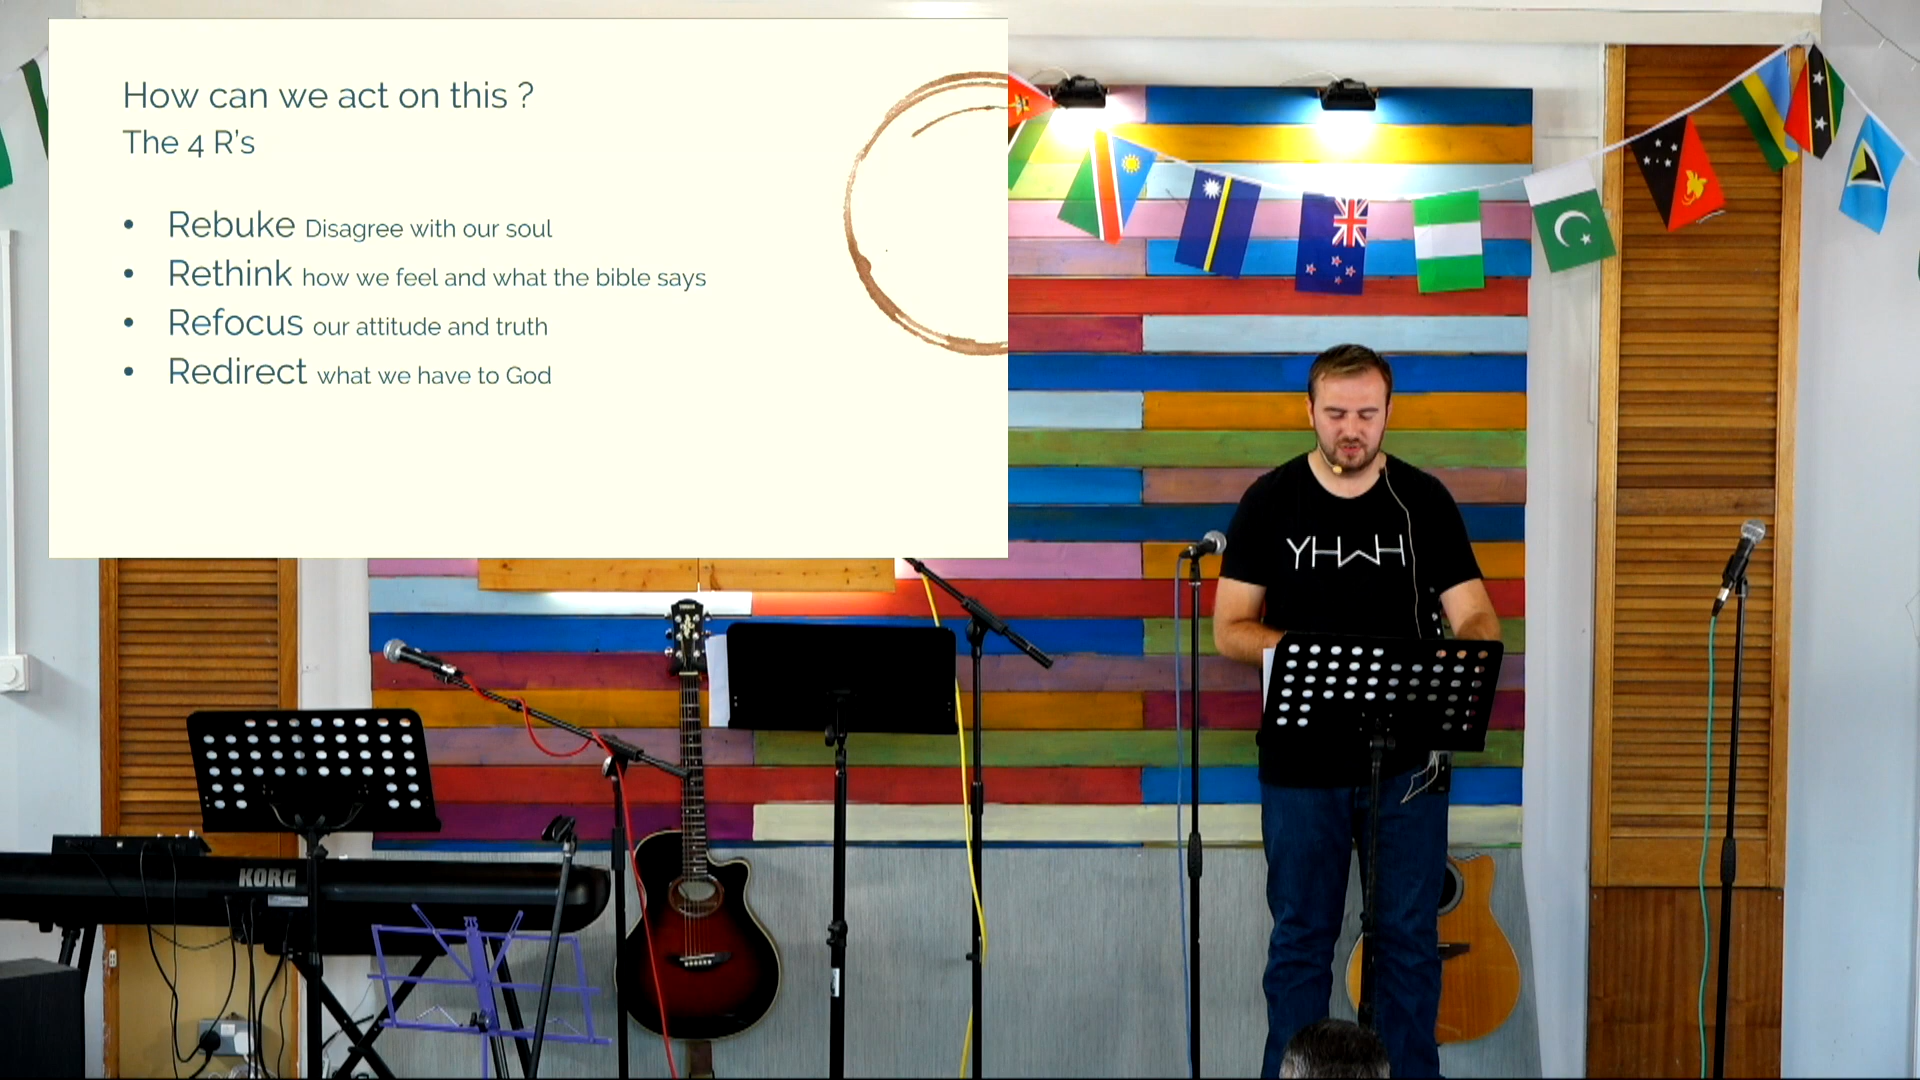 How can we act on this ?
The 4 R's
• Rebuke Disagree with our soul
• Rethink how we feel and what the bible says
• Refocus our attitude and truth
• Redirect what we have to God
YHWH
KORG